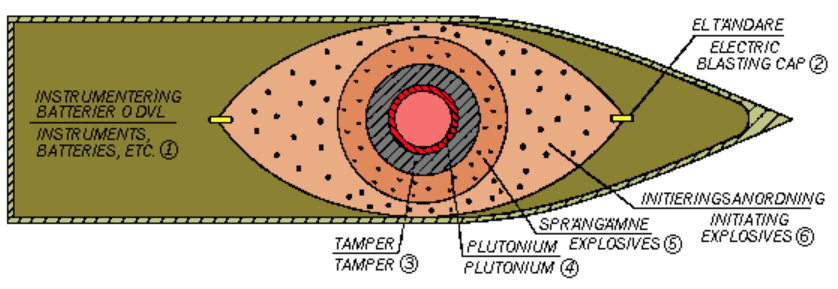 INSTRUMENTERING
BATTERIER O DVL
INSTRUMENTS,
BATTERIES, ETC. ①
ELTÄNDARE
ELECTRIC
BLASTING CAP ②
INITIERINGSANORDNING
INITIATING
EXPLOSIVES ⑥
SPRÄNGÄMNE
EXPLOSIVES ⑤
TAMPER
TAMPER ③
PLUTONIUM
PLUTONIUM ④